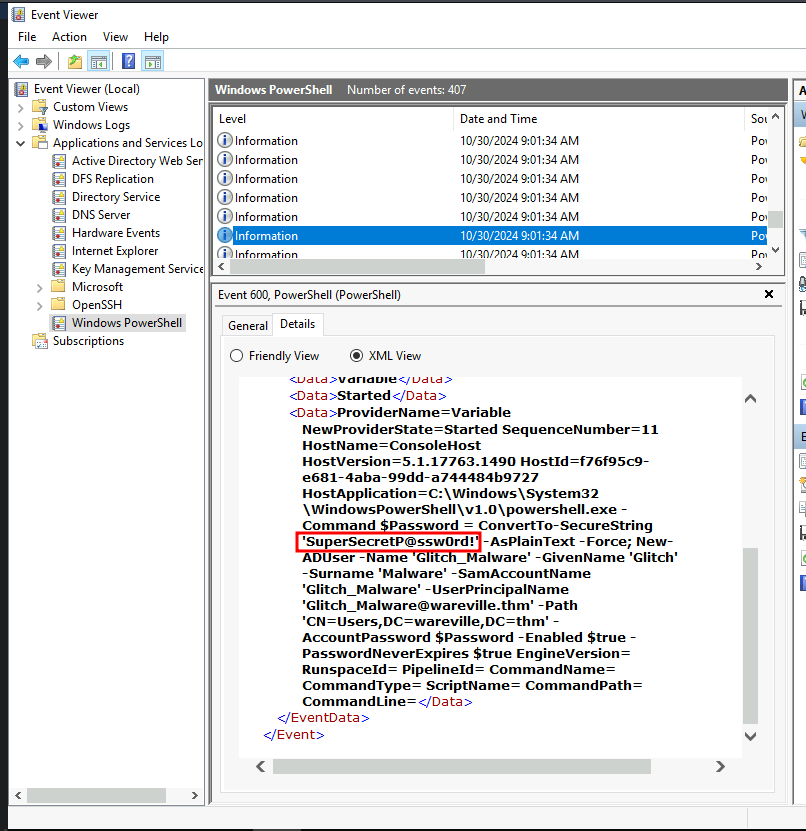 Event Viewer
File Action View Help
Event Viewer (Local)
Custom Views
Windows Logs
Applications and Services Lo
Active Directory Web Ser
DFS Replication
Directory Service
DNS Server
Hardware Events
Internet Explorer
Key Management Service
Microsoft
OpenSSH
Windows PowerShell
Subscriptions
Windows PowerShell Number of events: 407
Level Date and Time Sou
Information 10/30/2024 9:01:34 AM Pov
Information 10/30/2024 9:01:34 AM Pov
Information 10/30/2024 9:01:34 AM Pov
Information 10/30/2024 9:01:34 AM Pov
Information 10/30/2024 9:01:34 AM Pov
Information 10/30/2024 9:01:34 AM Pov
Information 10/30/2024 9:01:34 AM Pov
Event 600, PowerShell (PowerShell)
General Details
Friendly View XML View
<Data>Variable</Data>
<Data>Started</Data>
<Data>ProviderName=Variable
NewProviderState=Started SequenceNumber=11
HostName=ConsoleHost
HostVersion=5.1.17763.1490 HostId=f76f95c9-
e681-4aba-99dd-a744484b9727
HostApplication=C:\Windows\System32
\WindowsPowerShell\v1.0\powershell.exe -
Command $Password = ConvertTo-SecureString
'SuperSecretP@ssw0rd!' -AsPlainText -Force; New-
ADUser -Name 'Glitch_Malware' -GivenName 'Glitch'
-Surname 'Malware' -SamAccountName
'Glitch_Malware' -UserPrincipalName
'Glitch_Malware@wareville.thm' -Path
'CN=Users,DC=wareville,DC=thm' -
AccountPassword $Password -Enabled $true -
PasswordNeverExpires $true EngineVersion=
RunspaceId= PipelineId= CommandName=
CommandType= ScriptName= CommandPath=
CommandLine=</Data>
</EventData>
</Event>